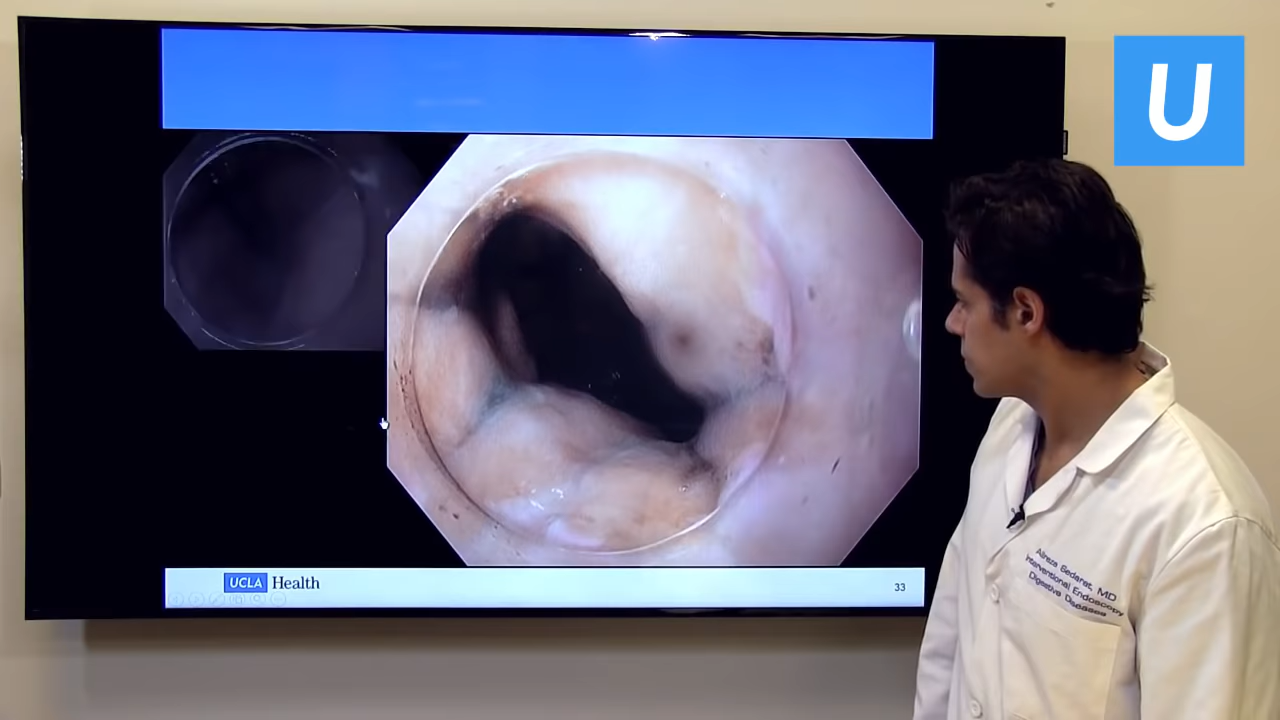 U
UCLA Health
33
Alireza Sedarat, MD
Interventional Endoscopy
Digestive Diseases